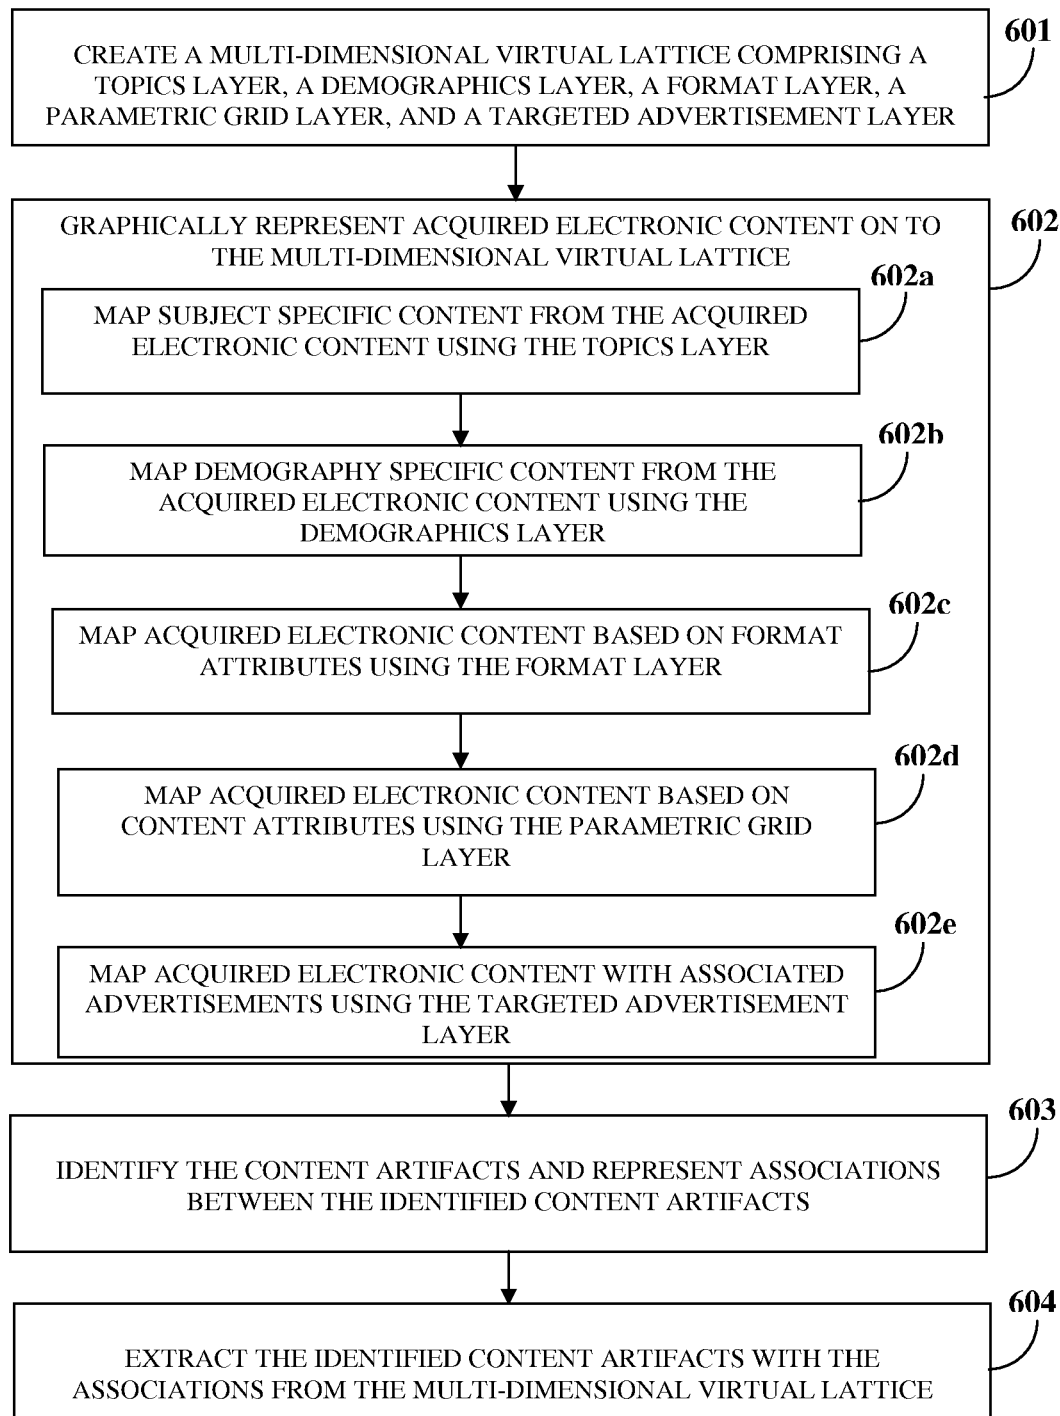 601
CREATE A MULTI-DIMENSIONAL VIRTUAL LATTICE COMPRISING A
TOPICS LAYER, A DEMOGRAPHICS LAYER, A FORMAT LAYER, A
PARAMETRIC GRID LAYER, AND A TARGETED ADVERTISEMENT LAYER
602
GRAPHICALLY REPRESENT ACQUIRED ELECTRONIC CONTENT ON TO
THE MULTI-DIMENSIONAL VIRTUAL LATTICE
602a
MAP SUBJECT SPECIFIC CONTENT FROM THE ACQUIRED
ELECTRONIC CONTENT USING THE TOPICS LAYER
602b
MAP DEMOGRAPHY SPECIFIC CONTENT FROM THE
ACQUIRED ELECTRONIC CONTENT USING THE
DEMOGRAPHICS LAYER
602c
MAP ACQUIRED ELECTRONIC CONTENT BASED ON FORMAT
ATTRIBUTES USING THE FORMAT LAYER
602d
MAP ACQUIRED ELECTRONIC CONTENT BASED ON
CONTENT ATTRIBUTES USING THE PARAMETRIC GRID
LAYER
602e
MAP ACQUIRED ELECTRONIC CONTENT WITH ASSOCIATED
ADVERTISEMENTS USING THE TARGETED ADVERTISEMENT
LAYER
603
IDENTIFY THE CONTENT ARTIFACTS AND REPRESENT ASSOCIATIONS
BETWEEN THE IDENTIFIED CONTENT ARTIFACTS
604
EXTRACT THE IDENTIFIED CONTENT ARTIFACTS WITH THE
ASSOCIATIONS FROM THE MULTI-DIMENSIONAL VIRTUAL LATTICE